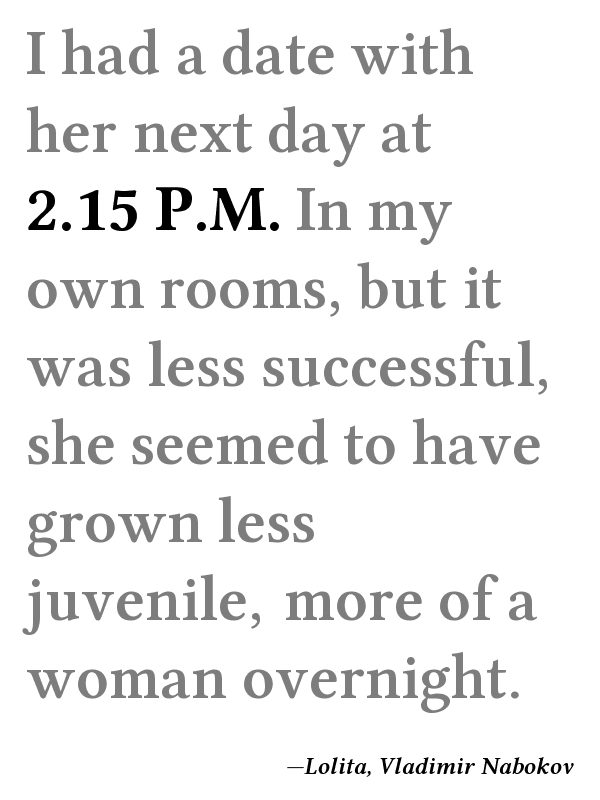 I had a date with
her next day at
2.15 P.M. In my
own rooms, but it
was less successful,
she seemed to have
grown less
juvenile, more of a
woman overnight.
—Lolita, Vladimir Nabokov